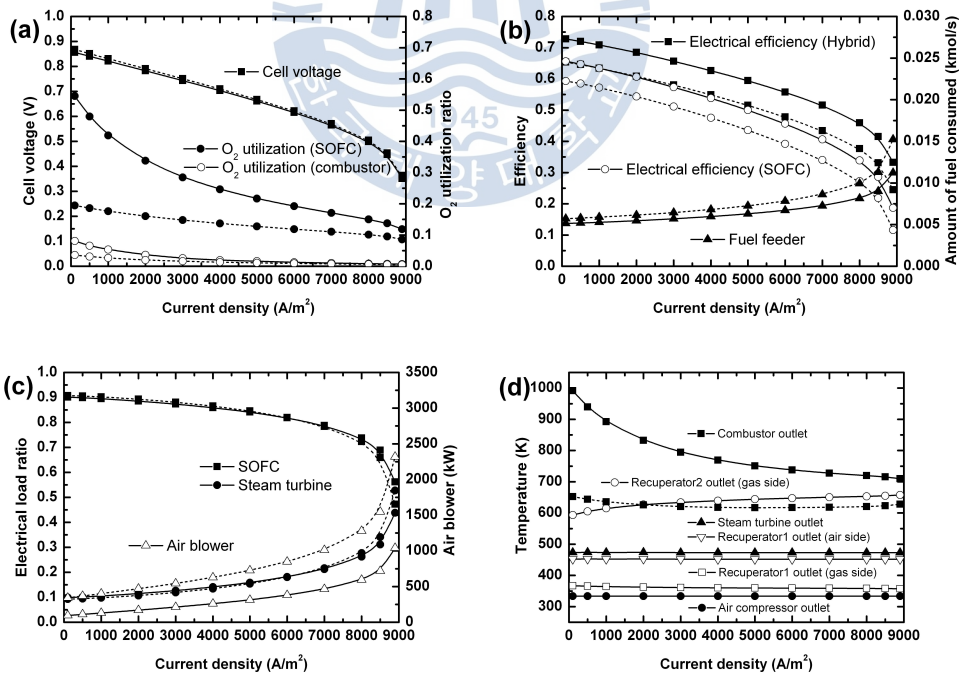 (a)
Cell voltage (V)
1.0
0.9
0.8
0.7
0.6
0.5
0.4
0.3
0.2
0.1
0.0
Cell voltage
O2 utilization (SOFC)
O2 utilization (combustor)
0.8
0.7
0.6
0.5
0.4
0.3
0.2
0.1
0.0
O2 utilization ratio
0 1000 2000 3000 4000 5000 6000 7000 8000 9000
Current density (A/m2)
1945
(b)
Efficiency
0.8
0.7
0.6
0.5
0.4
0.3
0.2
0.1
0.0
Electrical efficiency (Hybrid)
Electrical efficiency (SOFC)
Fuel feeder
0.030
0.025
0.020
0.015
0.010
0.005
0.000
Amount of fuel consumed (kmol/s)
0 1000 2000 3000 4000 5000 6000 7000 8000 9000
Current density (A/m2)
(c)
Electrical load ratio
1.0
0.9
0.8
0.7
0.6
0.5
0.4
0.3
0.2
0.1
0.0
SOFC
Steam turbine
Air blower
3500
3000
2500
2000
1500
1000
500
0
Air blower (kW)
0 1000 2000 3000 4000 5000 6000 7000 8000 9000
Current density (A/m2)
(d)
Temperature (K)
1000
900
800
700
600
500
400
300
Combustor outlet
Recuperator2 outlet (gas side)
Steam turbine outlet
Recuperator1 outlet (air side)
Recuperator1 outlet (gas side)
Air compressor outlet
0 1000 2000 3000 4000 5000 6000 7000 8000 9000
Current density (A/m2)